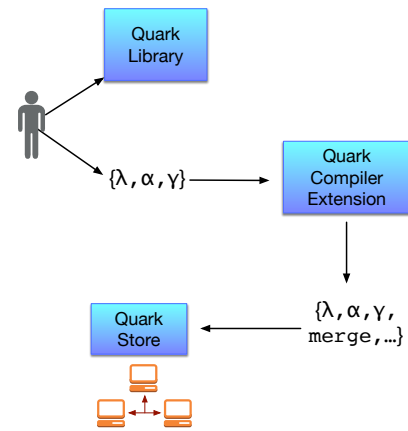 Quark
Library
{λ,α,γ}
Quark
Compiler
Extension
{λ,α,γ,
merge,…}
Quark
Store